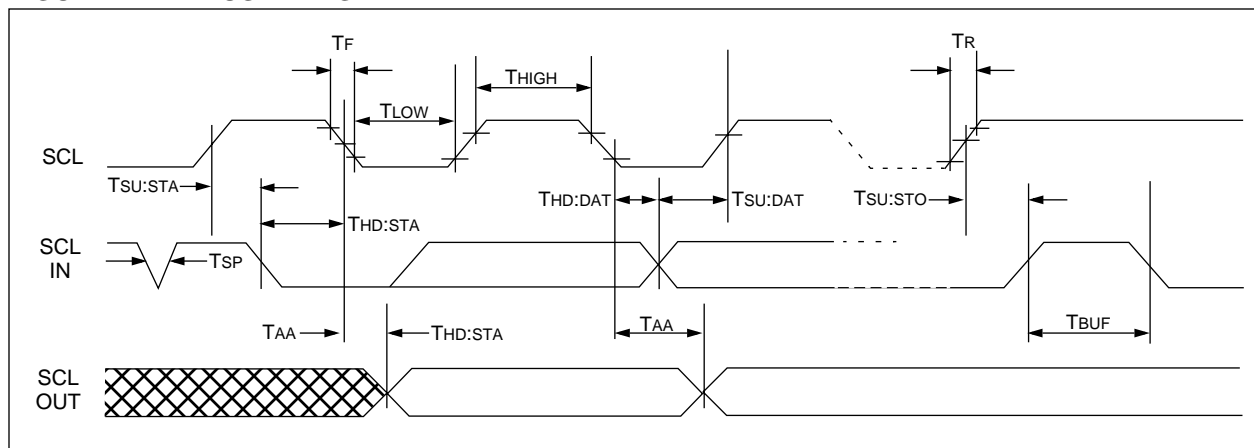 TF
TR
THIGH
TLOW
SCL
TSU:STA
THD:DAT
TSU:DAT
TSU:STO
THD:STA
SCL
IN
TSP
TAA
THD:STA
TAA
TBUF
SCL
OUT